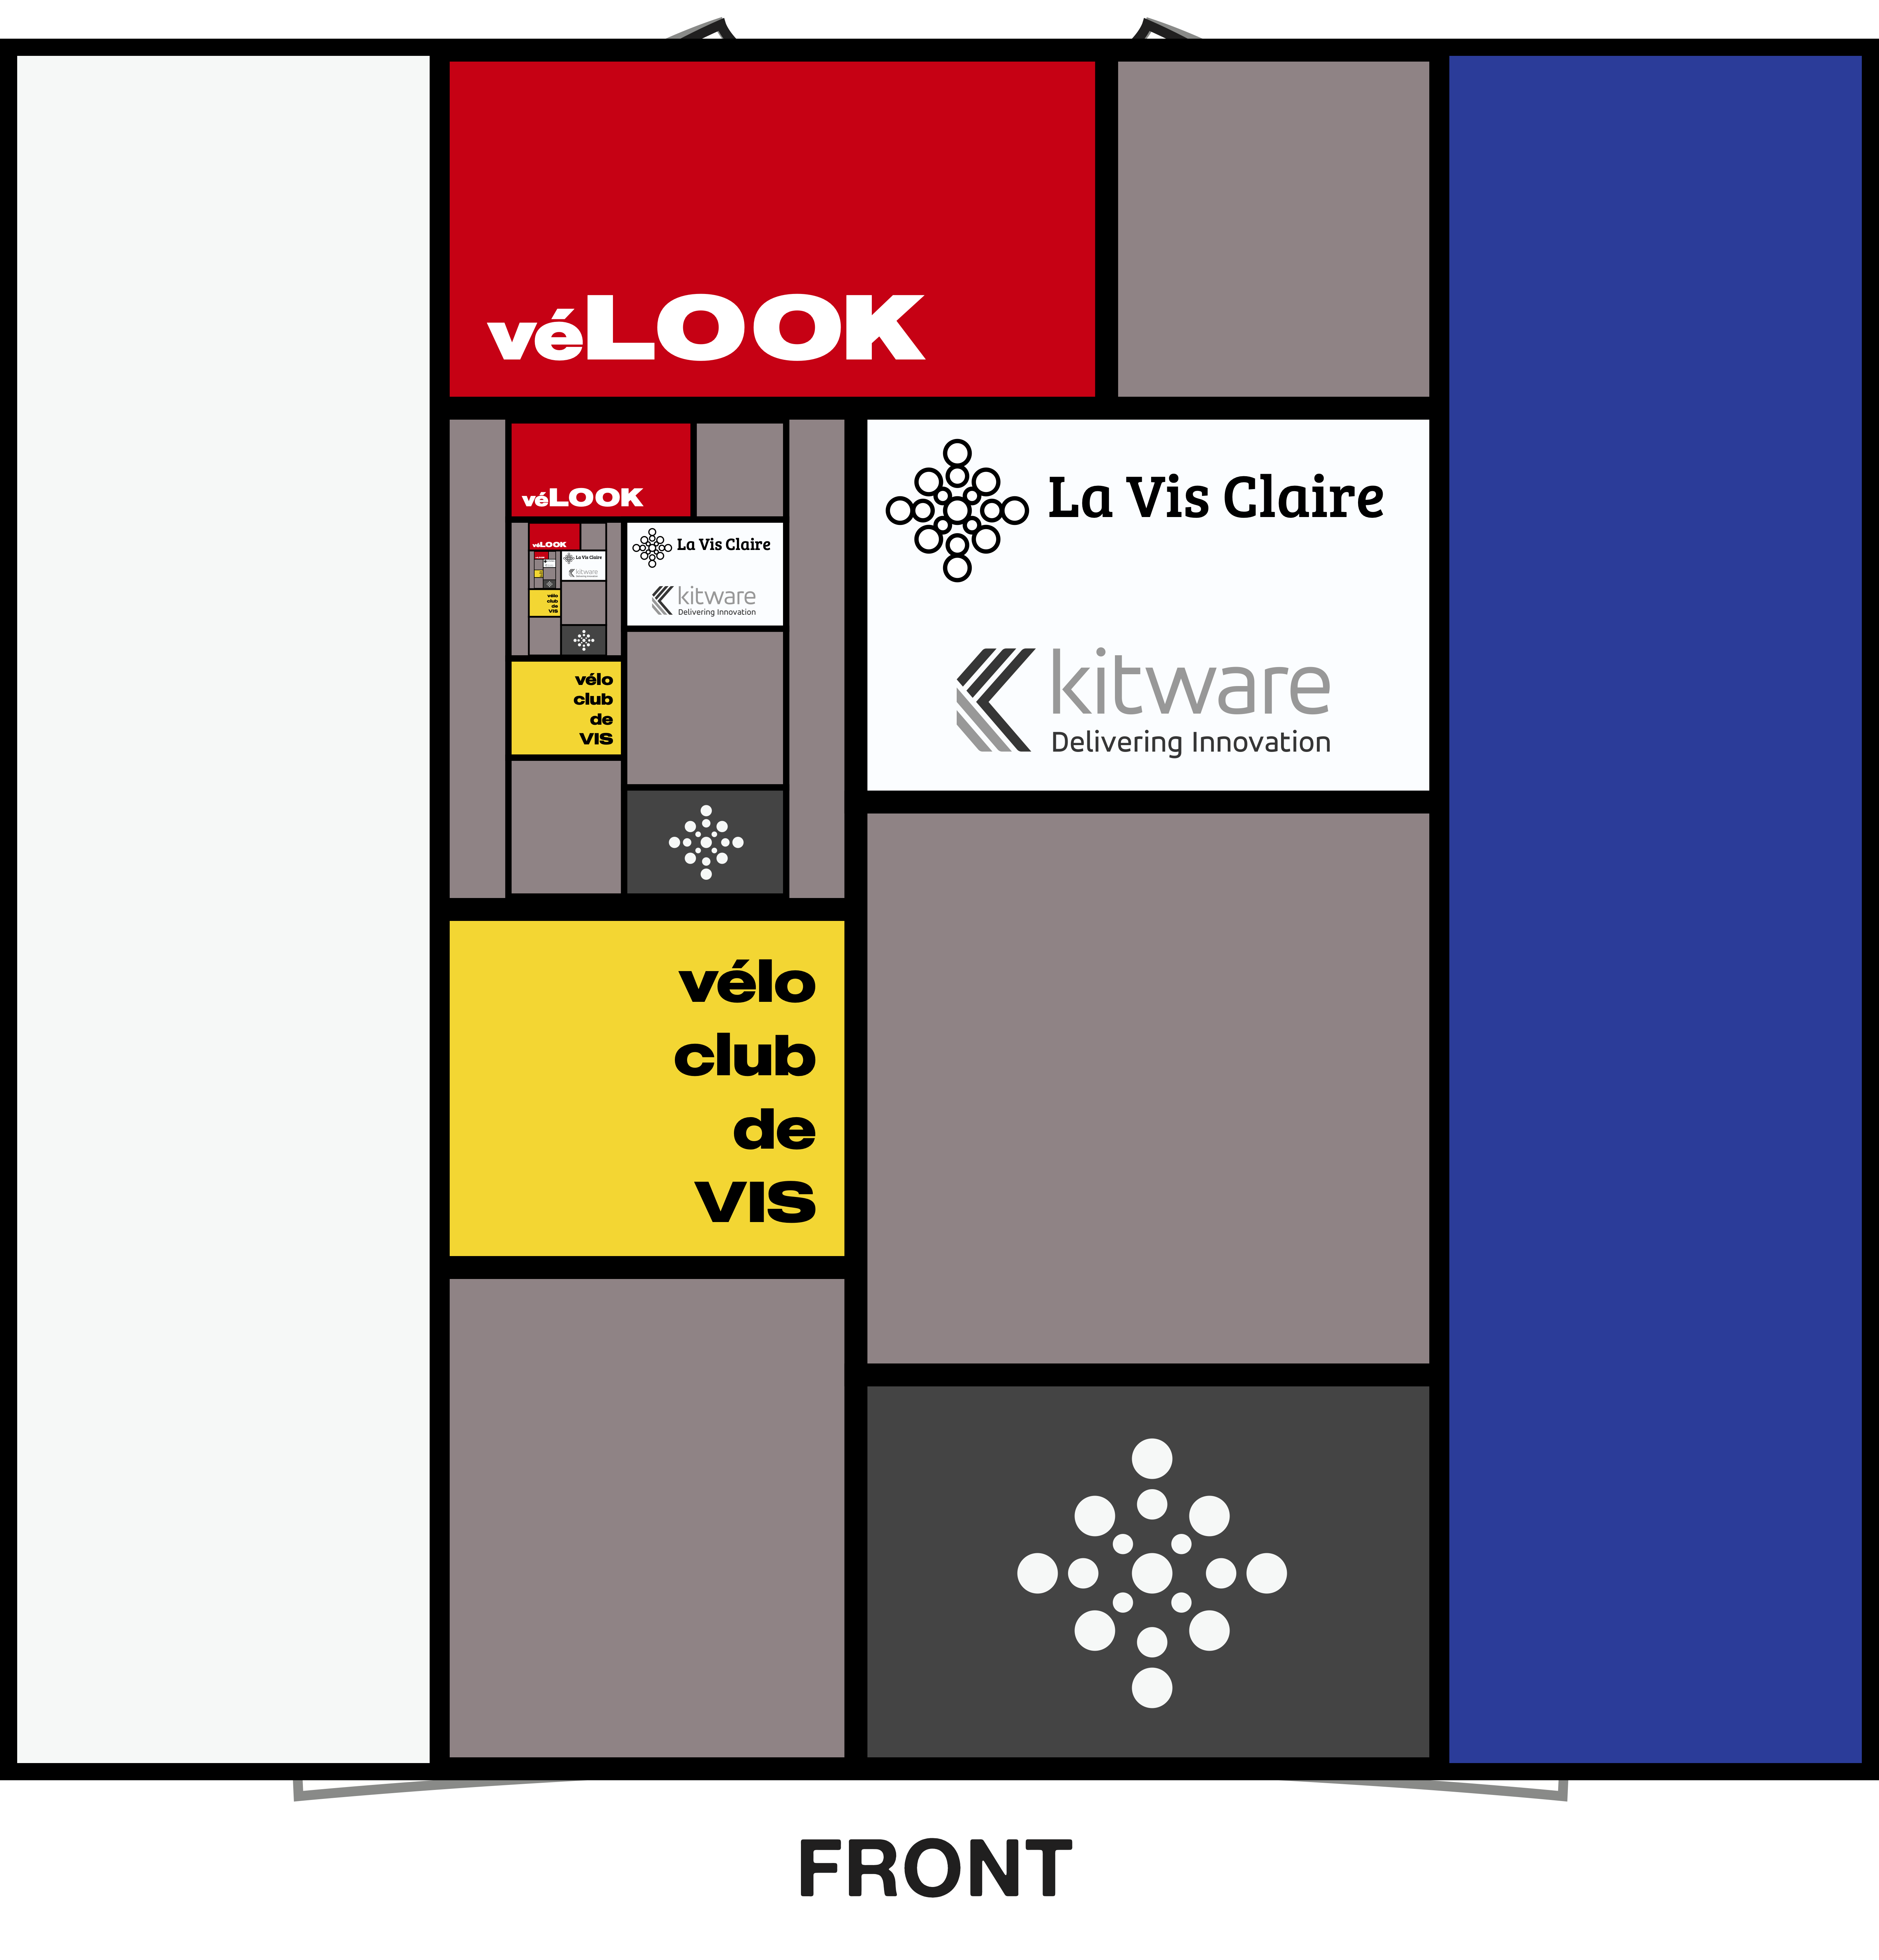 véLOOK
La Vis Claire
kitware
Delivering Innovation
véLOOK
La Vis Claire
kitware
Delivering Innovation
véLOOK
La Vis Claire
kitware
vélo
club
de
VIS
vélo
club
de
VIS
vélo
club
de
VIS
FRONT